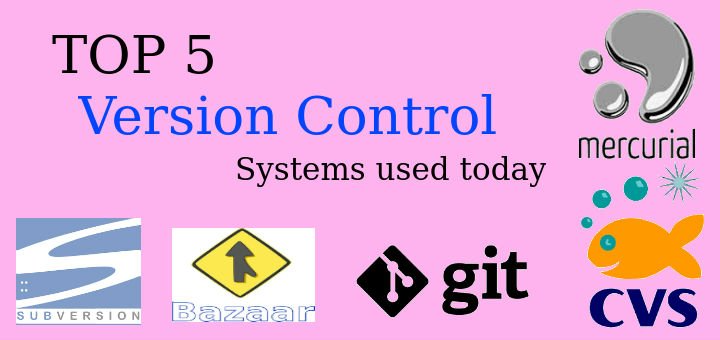 TOP 5
Version Control
Systems used today
mercurial
SUBVERSION
Bazaar
git
CVS